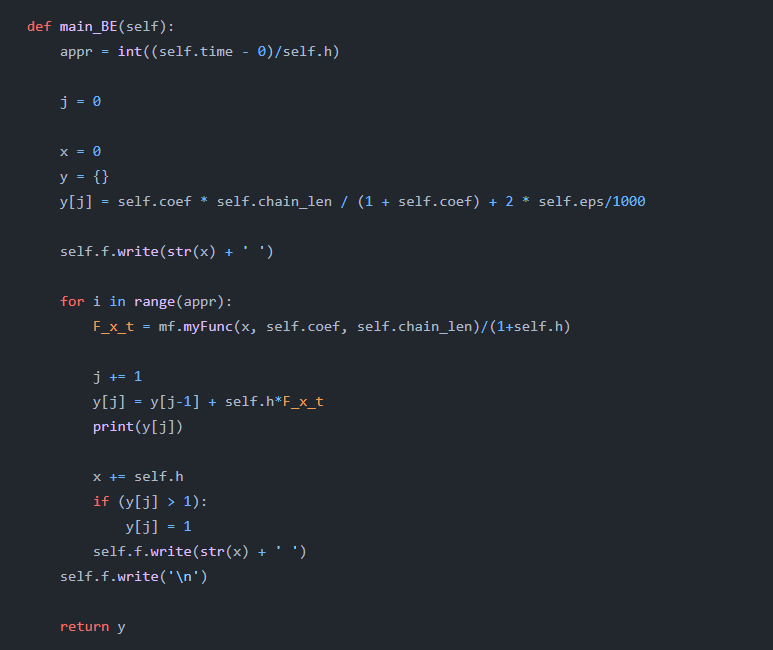 def main_BE(self):
    appr = int((self.time - 0)/self.h)
    j = 0
    x = 0
    y = {}
    y[j] = self.coef * self.chain_len / (1 + self.coef) + 2 * self.eps/1000
    self.f.write(str(x) + ' ')
    for i in range(appr):
        F_x_t = mf.myFunc(x, self.coef, self.chain_len)/(1+self.h)
        j += 1
        y[j] = y[j-1] + self.h*F_x_t
        print(y[j])
        x += self.h
        if (y[j] > 1):
            y[j] = 1
        self.f.write(str(x) + ' ')
    self.f.write('\n')
    return y